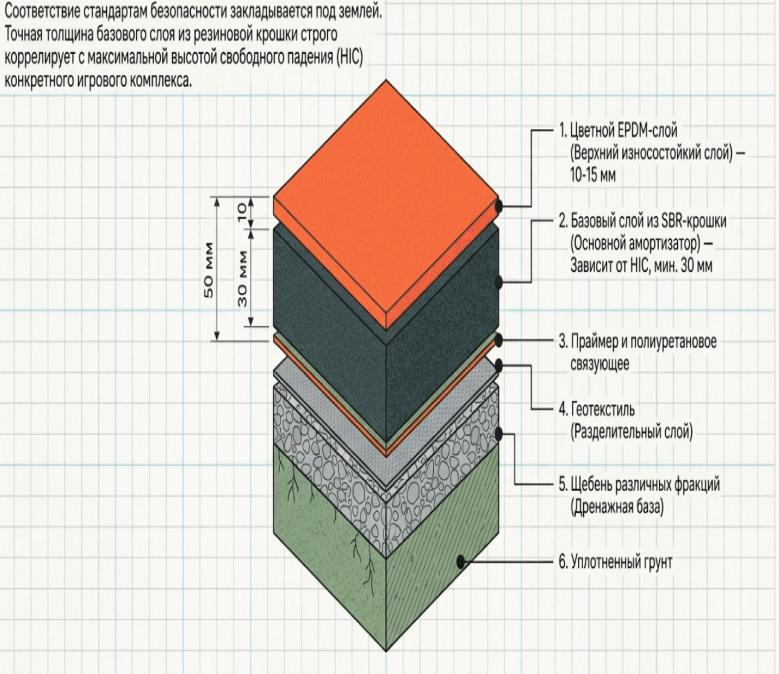 Соответствие стандартам безопасности закладывается под землей.
Точная толщина базового слоя из резиновой крошки строго
коррелирует с максимальной высотой свободного падения (HIC)
конкретного игрового комплекса.
1. Цветной EPDM-слой
(Верхний износостойкий слой) —
10-15 мм
2. Базовый слой из SBR-крошки
(Основной амортизатор) —
Зависит от HIC, мин. 30 мм
3. Праймер и полиуретановое
связующее
4. Геотекстиль
(Разделительный слой)
5. Щебень различных фракций
(Дренажная база)
6. Уплотненный грунт
50 мм
10
30 мм